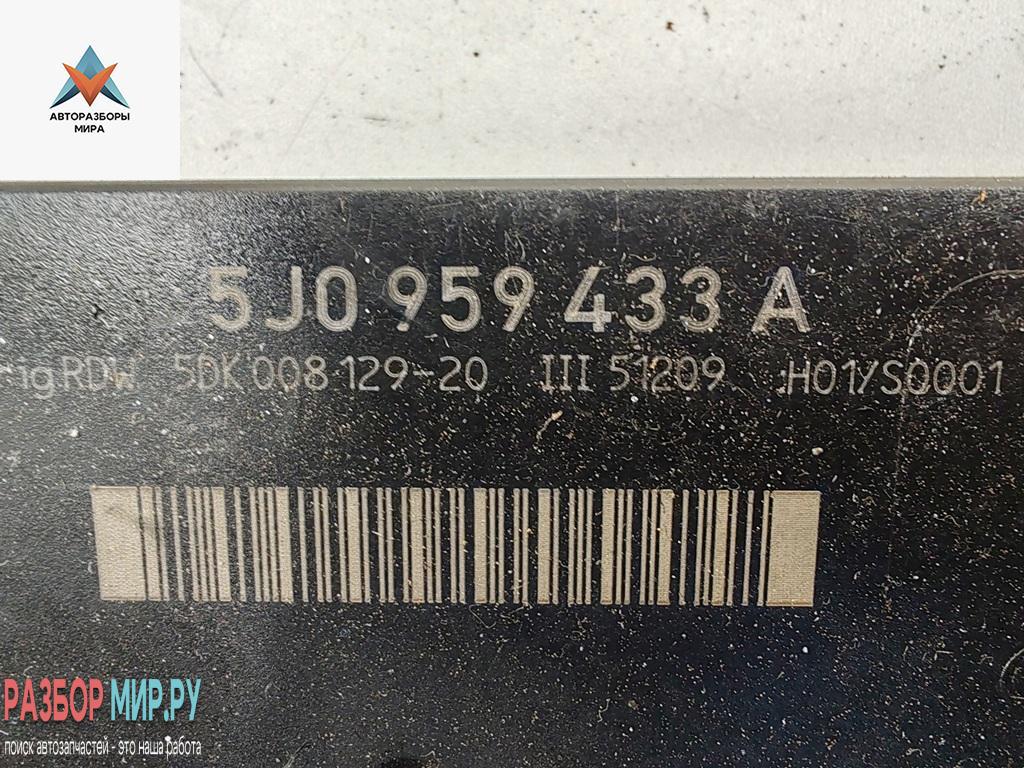 АВТОРАЗБОРЫ
МИРА
5J0 959 433 A
ig.RDW 5DK 008 129-20 III 51209 H01/S0001
РАЗБОР МИР.РУ
поиск автозапчастей - это наша работа